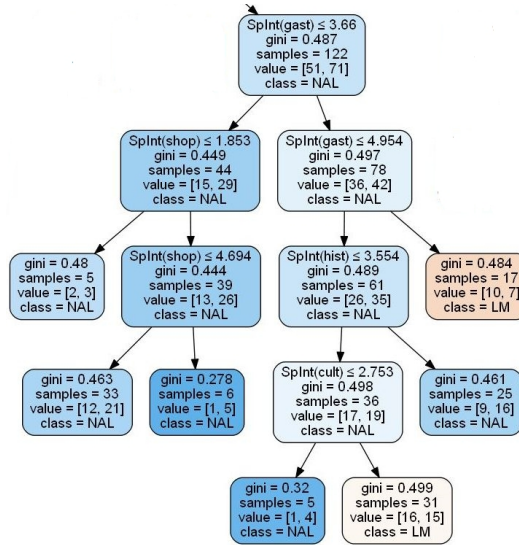 SpInt(gast) ≤ 3.66
gini = 0.487
samples = 122
value = [51, 71]
class = NAL
SpInt(shop) ≤ 1.853
gini = 0.449
samples = 44
value = [15, 29]
class = NAL
SpInt(gast) ≤ 4.954
gini = 0.497
samples = 78
value = [36, 42]
class = NAL
gini = 0.48
samples = 5
value = [2, 3]
class = NAL
SpInt(shop) ≤ 4.694
gini = 0.444
samples = 39
value = [13, 26]
class = NAL
SpInt(hist) ≤ 3.554
gini = 0.489
samples = 61
value = [26, 35]
class = NAL
gini = 0.484
samples = 17
value = [10, 7]
class = LM
gini = 0.463
samples = 33
value = [12, 21]
class = NAL
gini = 0.278
samples = 6
value = [1, 5]
class = NAL
SpInt(cult) ≤ 2.753
gini = 0.498
samples = 36
value = [17, 19]
class = NAL
gini = 0.461
samples = 25
value = [9, 16]
class = NAL
gini = 0.32
samples = 5
value = [1, 4]
class = NAL
gini = 0.499
samples = 31
value = [16, 15]
class = LM